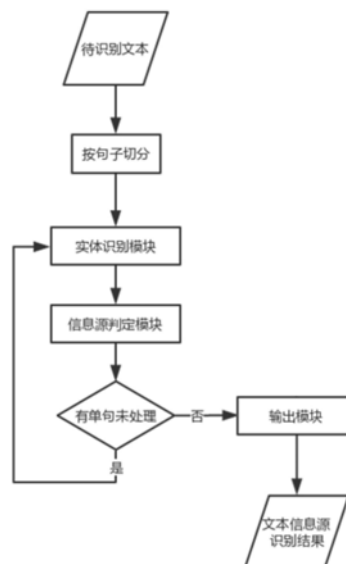 待识别文本
按句子切分
实体识别模块
信息源判定模块
有单句未处理
否
输出模块
是
文本信息源
识别结果